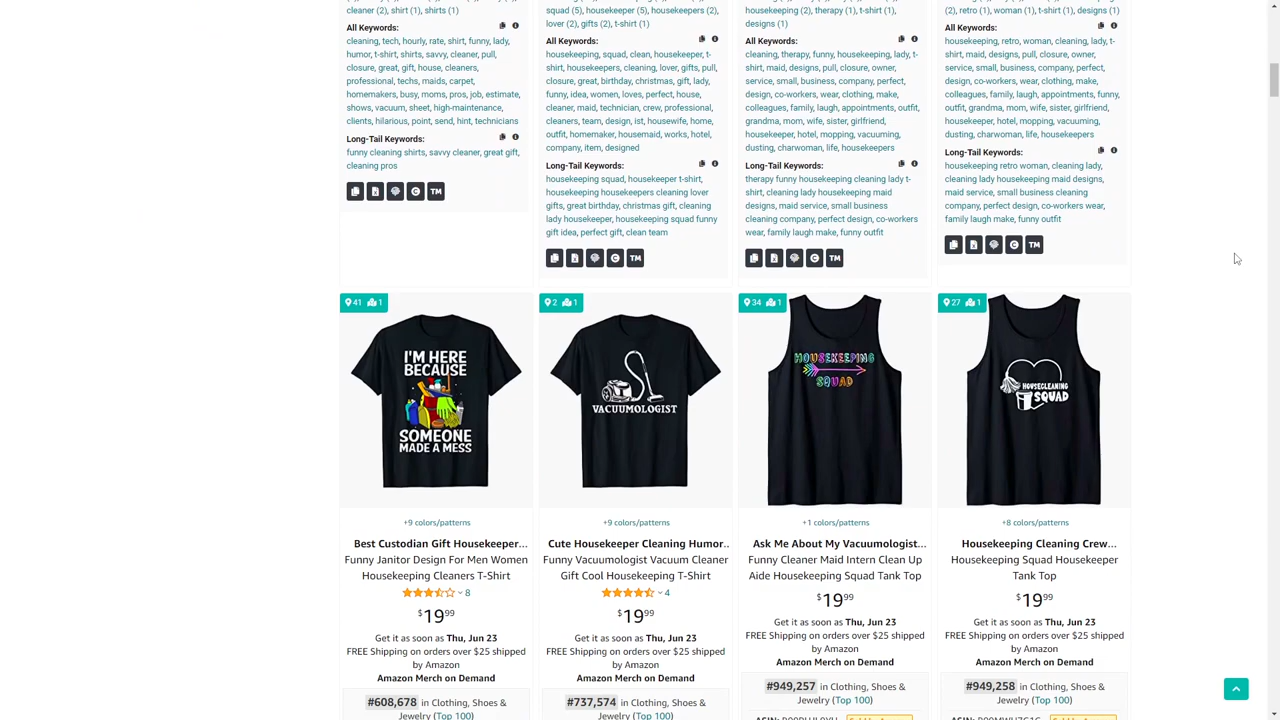 cleaner (2), shirt (1), shirts (1)
All Keywords:
cleaning, tech, hourly, rate, shirt, funny, lady,
humor, t-shirt, shirts, savvy, cleaner, pull,
closure, great, gift, house, cleaners,
professional, techs, maids, carpet,
homemakers, busy, moms, pros, job, estimate,
shows, vacuum, sheet, high-maintenance,
clients, hilarious, point, send, hint, technicians
Long-Tail Keywords:
funny cleaning shirts, savvy cleaner, great gift,
cleaning pros
TM
squad (5), housekeeper (5), housekeepers (2),
lover (2), gifts (2), t-shirt (1)
All Keywords:
housekeeping, squad, clean, housekeeper, t-
shirt, housekeepers, cleaning, lover, gifts, pull,
closure, great, birthday, christmas, gift, lady,
funny, idea, women, loves, perfect, house,
cleaner, maid, technician, crew, professional,
cleaners, team, design, ist, housewife, home,
outfit, homemaker, housemaid, works, hotel,
company, item, designed
Long-Tail Keywords:
housekeeping squad, housekeeper t-shirt,
housekeeping housekeepers cleaning lover
gifts, great birthday, christmas gift, cleaning
lady housekeeper, housekeeping squad funny
gift idea, perfect gift, clean team
TM
housekeeping (2), therapy (1), t-shirt (1),
designs (1)
All Keywords:
cleaning, therapy, funny, housekeeping, lady,
t-shirt, maid, designs, pull, closure, owner,
service, small, business, company, perfect,
design, co-workers, wear, clothing, make,
colleagues, family, laugh, appointments, outfit,
grandma, mom, wife, sister, girlfriend,
housekeeper, hotel, mopping, vacuuming,
dusting, charwoman, life, housekeepers
Long-Tail Keywords:
therapy funny housekeeping cleaning lady t-
shirt, cleaning lady housekeeping maid
designs, maid service, small business
cleaning company, perfect design, co-workers
wear, family laugh make, funny outfit
TM
(2), retro (1), woman (1), t-shirt (1), designs (1)
All Keywords:
housekeeping, retro, woman, cleaning, lady, t-
shirt, maid, designs, pull, closure, owner,
service, small, business, company, perfect,
design, co-workers, wear, clothing, make,
colleagues, family, laugh, appointments, funny,
outfit, grandma, mom, wife, sister, girlfriend,
housekeeper, hotel, mopping, vacuuming,
dusting, charwoman, life, housekeepers
Long-Tail Keywords:
housekeeping retro woman, cleaning lady,
cleaning lady housekeeping maid designs,
maid service, small business cleaning
company, perfect design, co-workers wear,
family laugh make, funny outfit
TM
41 1
I'M HERE
BECAUSE
SOMEONE
MADE A MESS
+9 colors/patterns
Best Custodian Gift Housekeeper...
Funny Janitor Design For Men Women
Housekeeping Cleaners T-Shirt
8
$19.99
Get it as soon as Thu, Jun 23
FREE Shipping on orders over $25 shipped
by Amazon
Amazon Merch on Demand
#608,678 in Clothing, Shoes &
Jewelry (Top 100)
2 1
VACUUMOLOGIST
+9 colors/patterns
Cute Housekeeper Cleaning Humor..
Funny Vacuumologist Vacuum Cleaner
Gift Cool Housekeeping T-Shirt
4
$19.99
Get it as soon as Thu, Jun 23
FREE Shipping on orders over $25 shipped
by Amazon
Amazon Merch on Demand
#737,574 in Clothing, Shoes &
Jewelry (Top 100)
34 1
HOUSEKEEPING
SQUAD
+1 colors/patterns
Ask Me About My Vacuumologist...
Funny Cleaner Maid Intern Clean Up
Aide Housekeeping Squad Tank Top
$19.99
Get it as soon as Thu, Jun 23
FREE Shipping on orders over $25 shipped
by Amazon
Amazon Merch on Demand
#949,257 in Clothing, Shoes &
Jewelry (Top 100)
27 1
HOUSECLEANING
SQUAD
+8 colors/patterns
Housekeeping Cleaning Crew...
Housekeeping Squad Housekeeper
Tank Top
$19.99
Get it as soon as Thu, Jun 23
FREE Shipping on orders over $25 shipped
by Amazon
Amazon Merch on Demand
#949,258 in Clothing, Shoes &
Jewelry (Top 100)